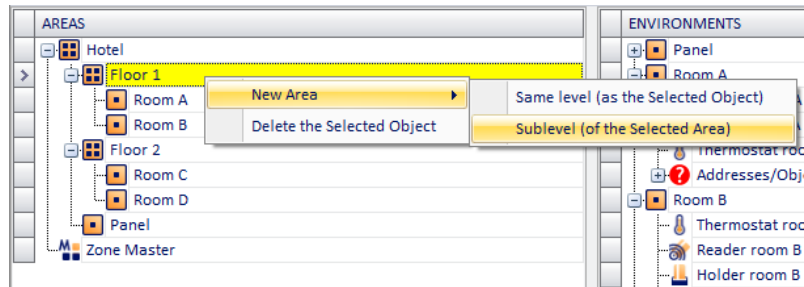 AREAS
Hotel
Floor 1
Room A
Room B
Floor 2
Room C
Room D
Panel
Zone Master
New Area
Delete the Selected Object
Same level (as the Selected Object)
Sublevel (of the Selected Area)
ENVIRONMENTS
Panel
Room A
Thermostat
Addresses/Obj
Room B
Thermostat
Reader room B
Holder room B